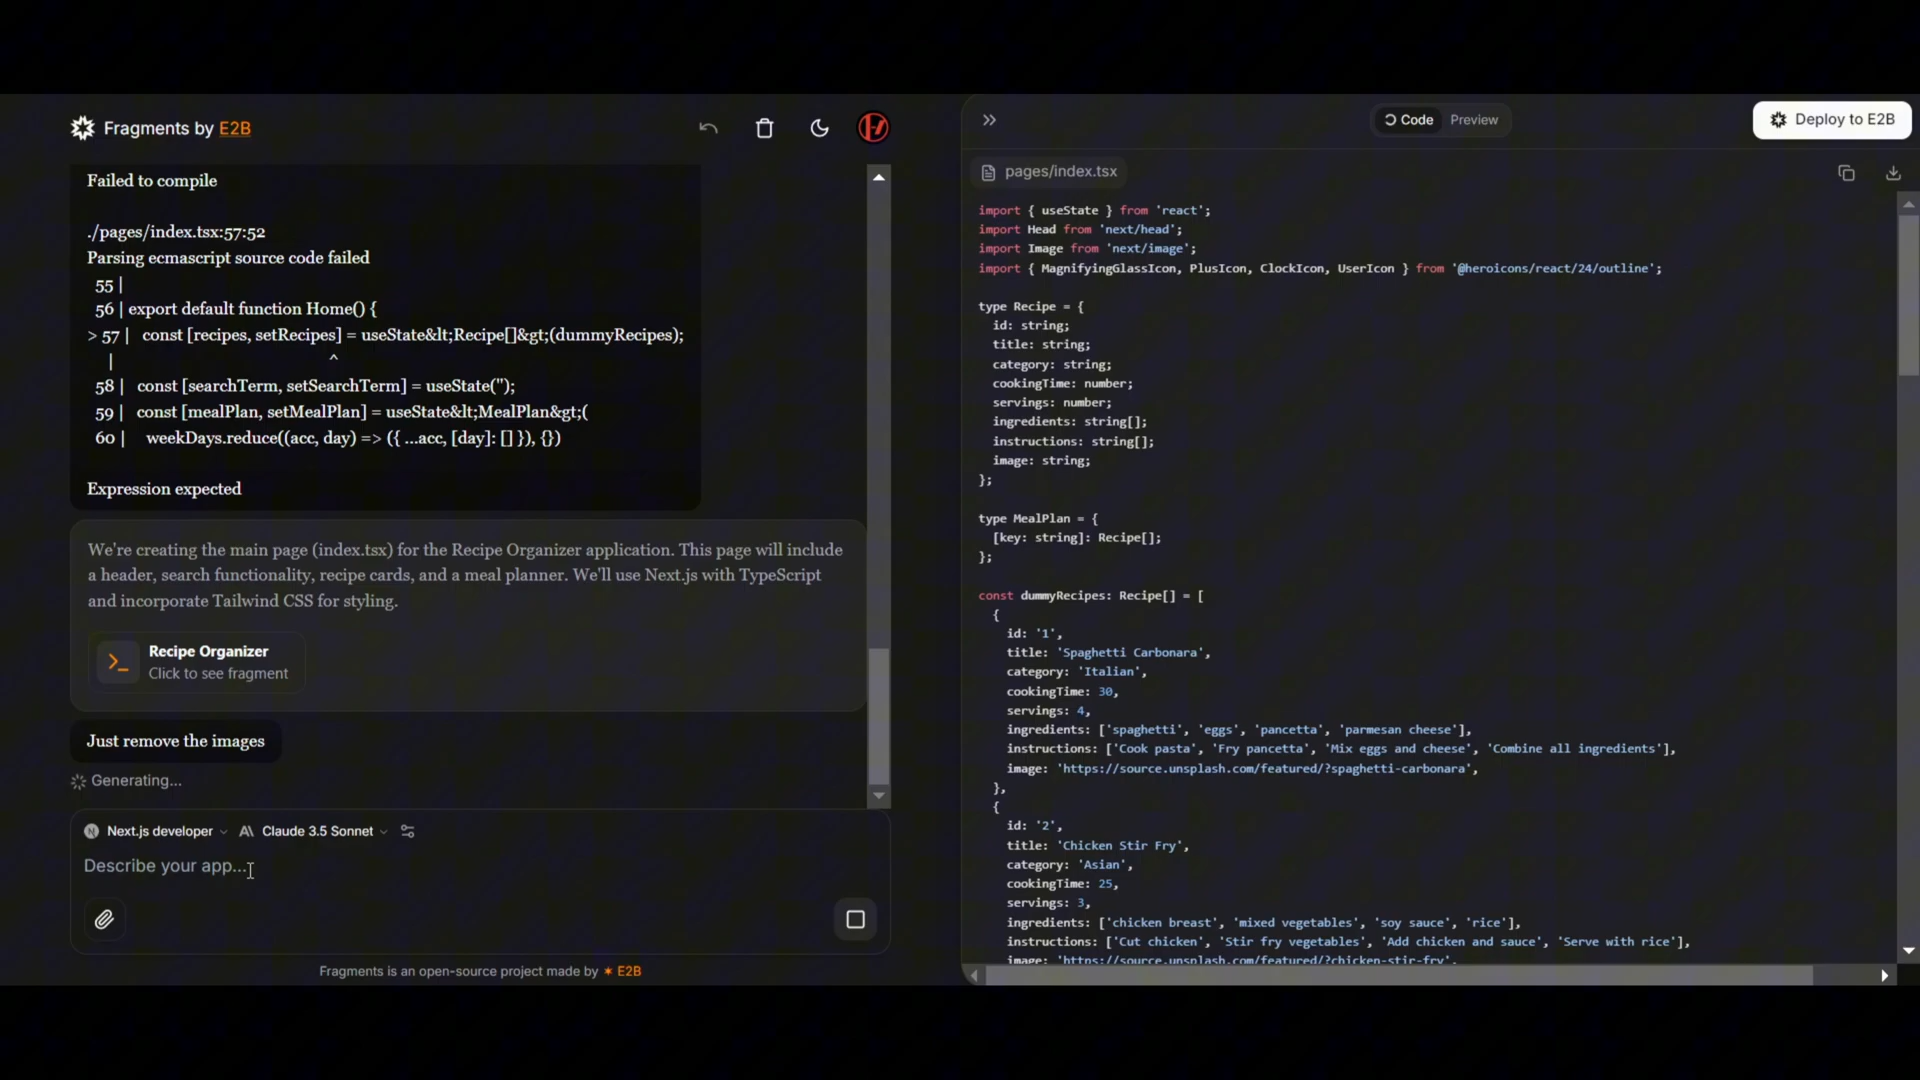 Fragments by E2B
Failed to compile
./pages/index.tsx:57:52
Parsing ecmascript source code failed
55 |
56 | export default function Home() {
> 57 | const [recipes, setRecipes] = useState&lt;Recipe[]&gt;(dummyRecipes);
| ^
58 | const [searchTerm, setSearchTerm] = useState('');
59 | const [mealPlan, setMealPlan] = useState&lt;MealPlan&gt;(
60 | weekDays.reduce((acc, day) => ({ ...acc, [day]: [] }), {})
Expression expected
We're creating the main page (index.tsx) for the Recipe Organizer application. This page will include
a header, search functionality, recipe cards, and a meal planner. We'll use Next.js with TypeScript
and incorporate Tailwind CSS for styling.
>_ Recipe Organizer
Click to see fragment
Just remove the images
Generating...
Next.js developer Claude 3.5 Sonnet
Describe your app...
Fragments is an open-source project made by ✶ E2B
Code Preview
Deploy to E2B
pages/index.tsx
import { useState } from 'react';
import Head from 'next/head';
import Image from 'next/image';
import { MagnifyingGlassIcon, PlusIcon, ClockIcon, UserIcon } from '@heroicons/react/24/outline';
type Recipe = {
id: string;
title: string;
category: string;
cookingTime: number;
servings: number;
ingredients: string[];
instructions: string[];
image: string;
};
type MealPlan = {
[key: string]: Recipe[];
};
const dummyRecipes: Recipe[] = [
{
id: '1',
title: 'Spaghetti Carbonara',
category: 'Italian',
cookingTime: 30,
servings: 4,
ingredients: ['spaghetti', 'eggs', 'pancetta', 'parmesan cheese'],
instructions: ['Cook pasta', 'Fry pancetta', 'Mix eggs and cheese', 'Combine all ingredients'],
image: 'https://source.unsplash.com/featured/?spaghetti-carbonara',
},
{
id: '2',
title: 'Chicken Stir Fry',
category: 'Asian',
cookingTime: 25,
servings: 3,
ingredients: ['chicken breast', 'mixed vegetables', 'soy sauce', 'rice'],
instructions: ['Cut chicken', 'Stir fry vegetables', 'Add chicken and sauce', 'Serve with rice'],
image: 'https://source.unsplash.com/featured/?chicken-stir-fry',